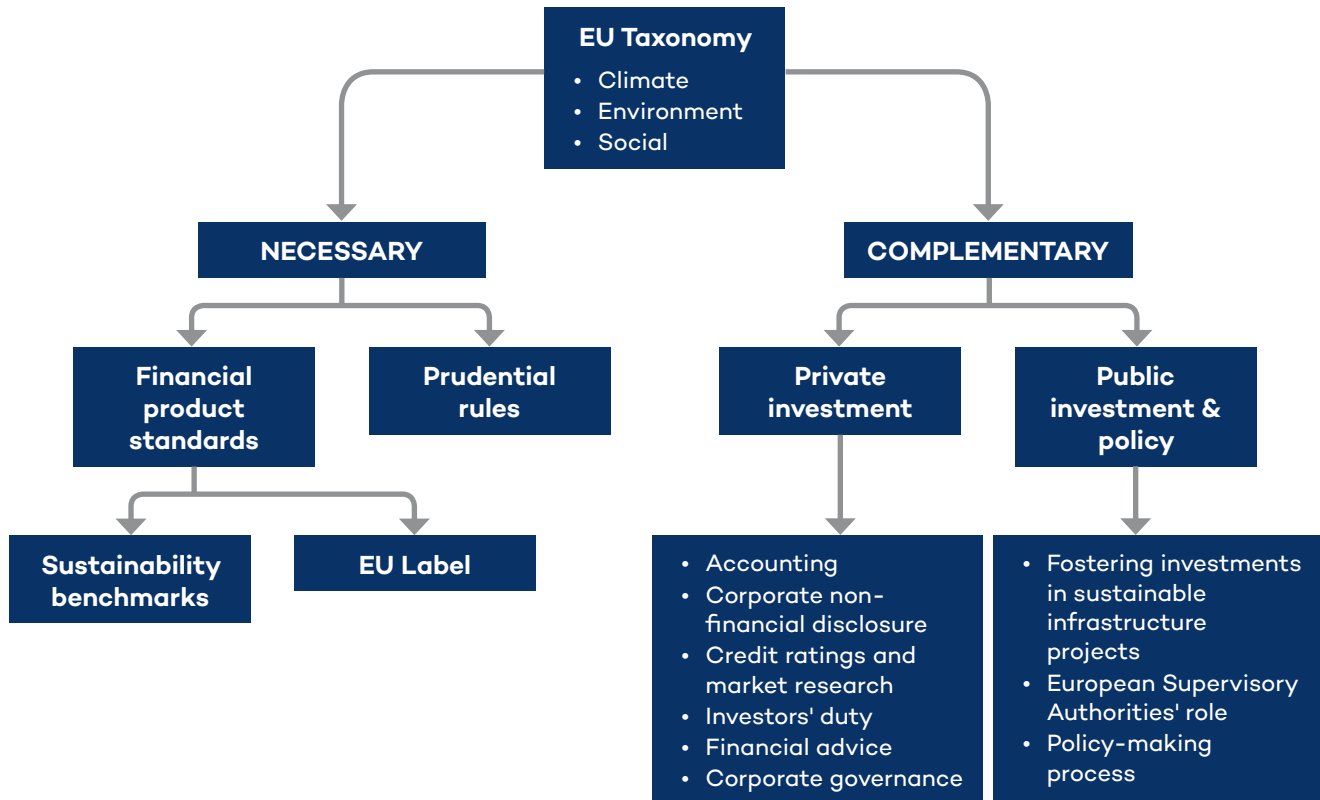 EU Taxonomy
• Climate
• Environment
• Social
NECESSARY
COMPLEMENTARY
Financial
product
standards
Prudential
rules
Private
investment
Public
investment &
policy
Sustainability
benchmarks
EU Label
• Accounting
• Corporate non-
financial disclosure
• Credit ratings and
market research
• Investors' duty
• Financial advice
• Corporate governance
• Fostering investments
in sustainable
infrastructure
projects
• European Supervisory
Authorities' role
• Policy-making
process